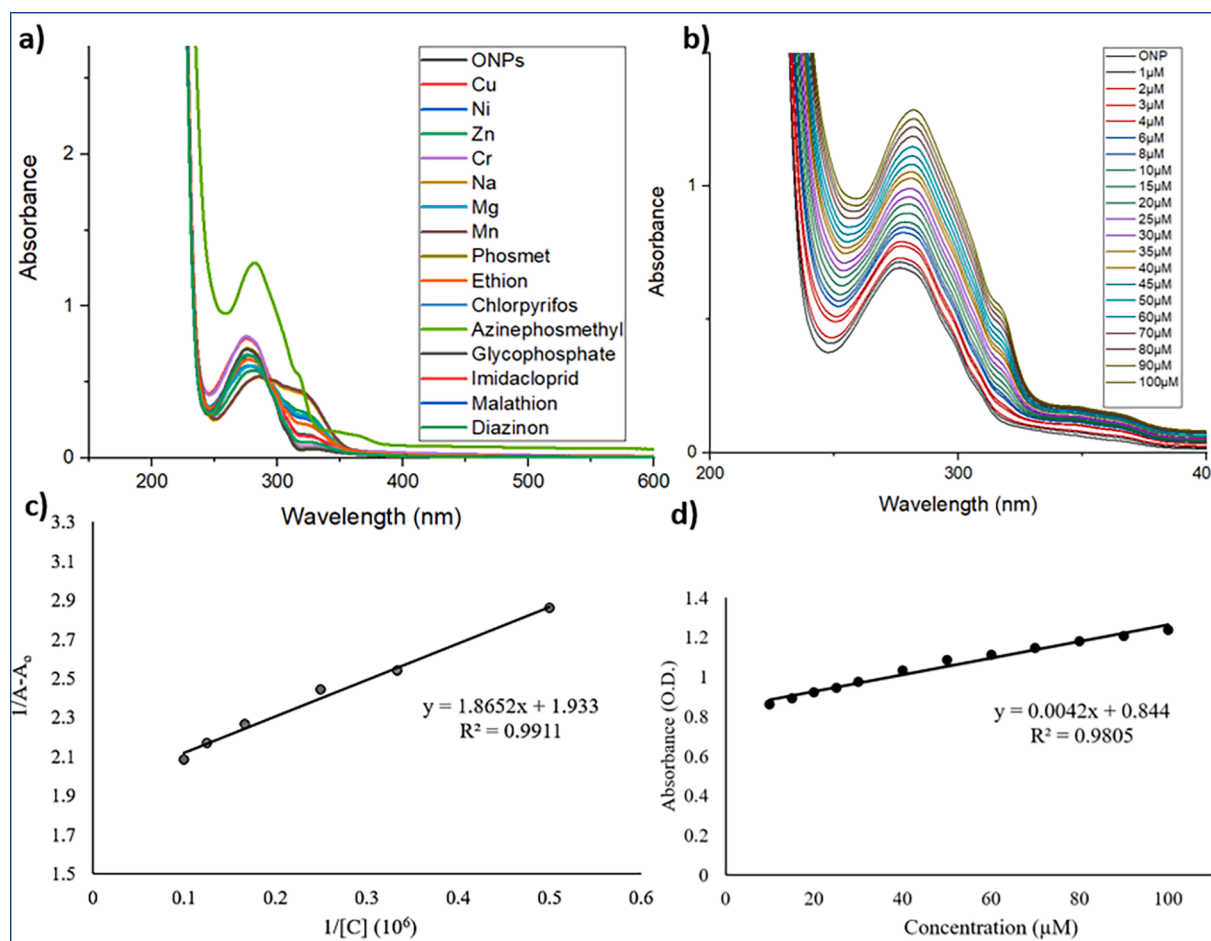 a)
Absorbance
2
1
0
200
300
400
500
600
Wavelength (nm)
ONPs
Cu
Ni
Zn
Cr
Na
Mg
Mn
Phosmet
Ethion
Chlorpyrifos
Azinephosmethyl
Glycophosphate
Imidacloprid
Malathion
Diazinon
b)
Absorbance
1
0
200
300
40
Wavelength (nm)
ONP
1µM
2µM
3µM
4µM
6µM
8µM
10µM
15µM
20µM
25µM
30µM
35µM
40µM
45µM
50µM
60µM
70µM
80µM
90µM
100µM
c)
1/A-Aₒ
3.3
3.1
2.9
2.7
2.5
2.3
2.1
1.9
1.7
1.5
0
0.1
0.2
0.3
0.4
0.5
0.6
1/[C] (10⁶)
y = 1.8652x + 1.933
R² = 0.9911
d)
Absorbance (O.D.)
1.4
1.2
1
0.8
0.6
0.4
0.2
0
0
20
40
60
80
100
Concentration (µM)
y = 0.0042x + 0.844
R² = 0.9805